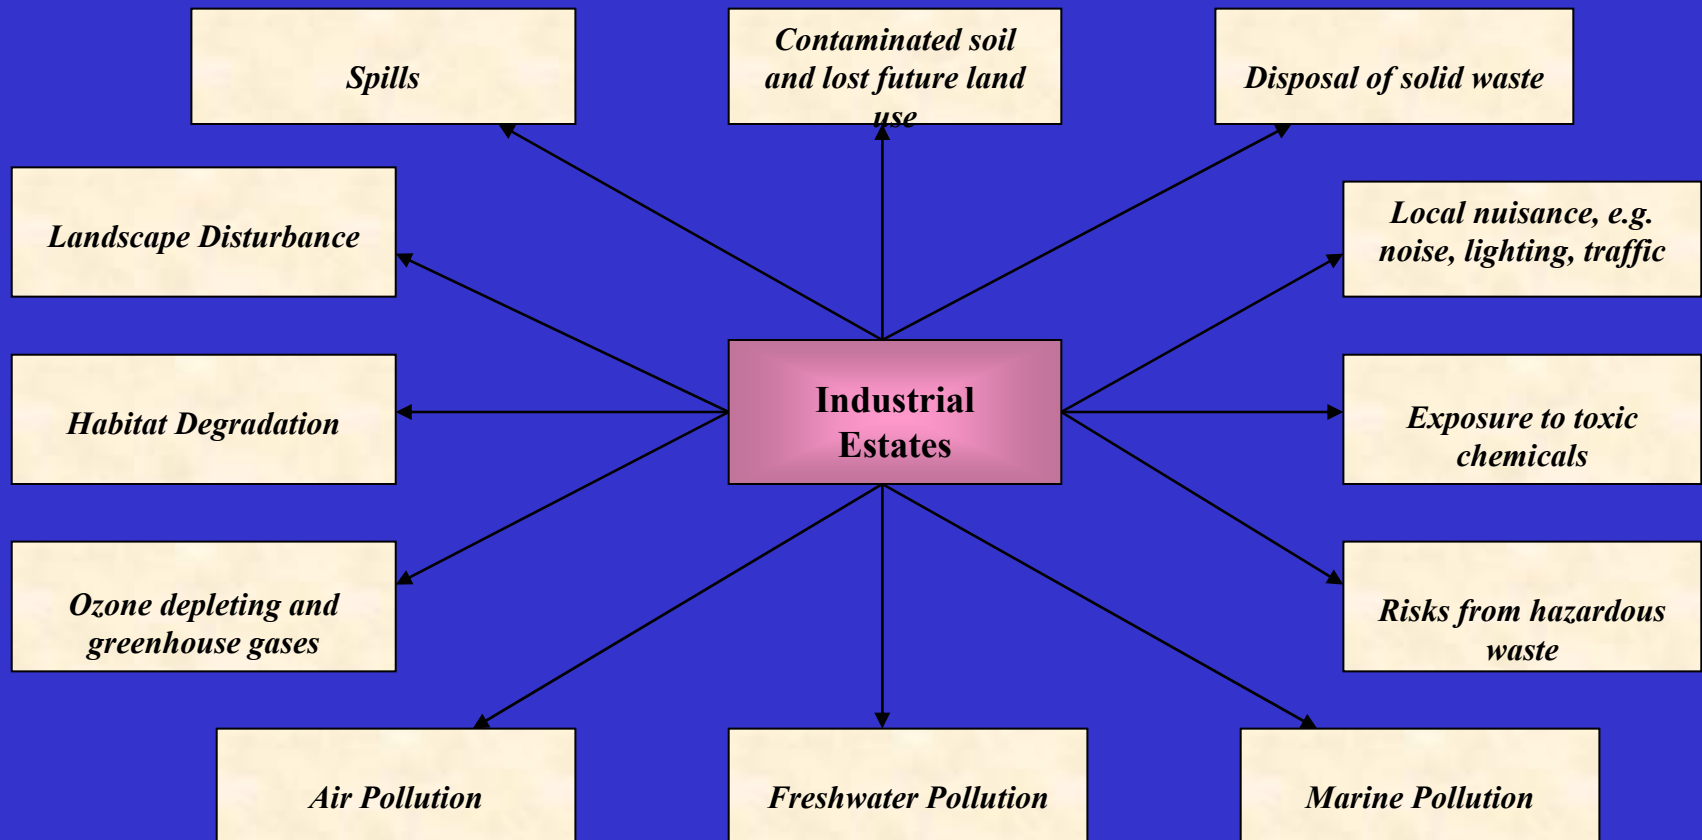 Spills
Contaminated soil
and lost future land
use
Disposal of solid waste
Landscape Disturbance
Local nuisance, e.g.
noise, lighting, traffic
Habitat Degradation
Industrial
Estates
Exposure to toxic
chemicals
Ozone depleting and
greenhouse gases
Risks from hazardous
waste
Air Pollution
Freshwater Pollution
Marine Pollution